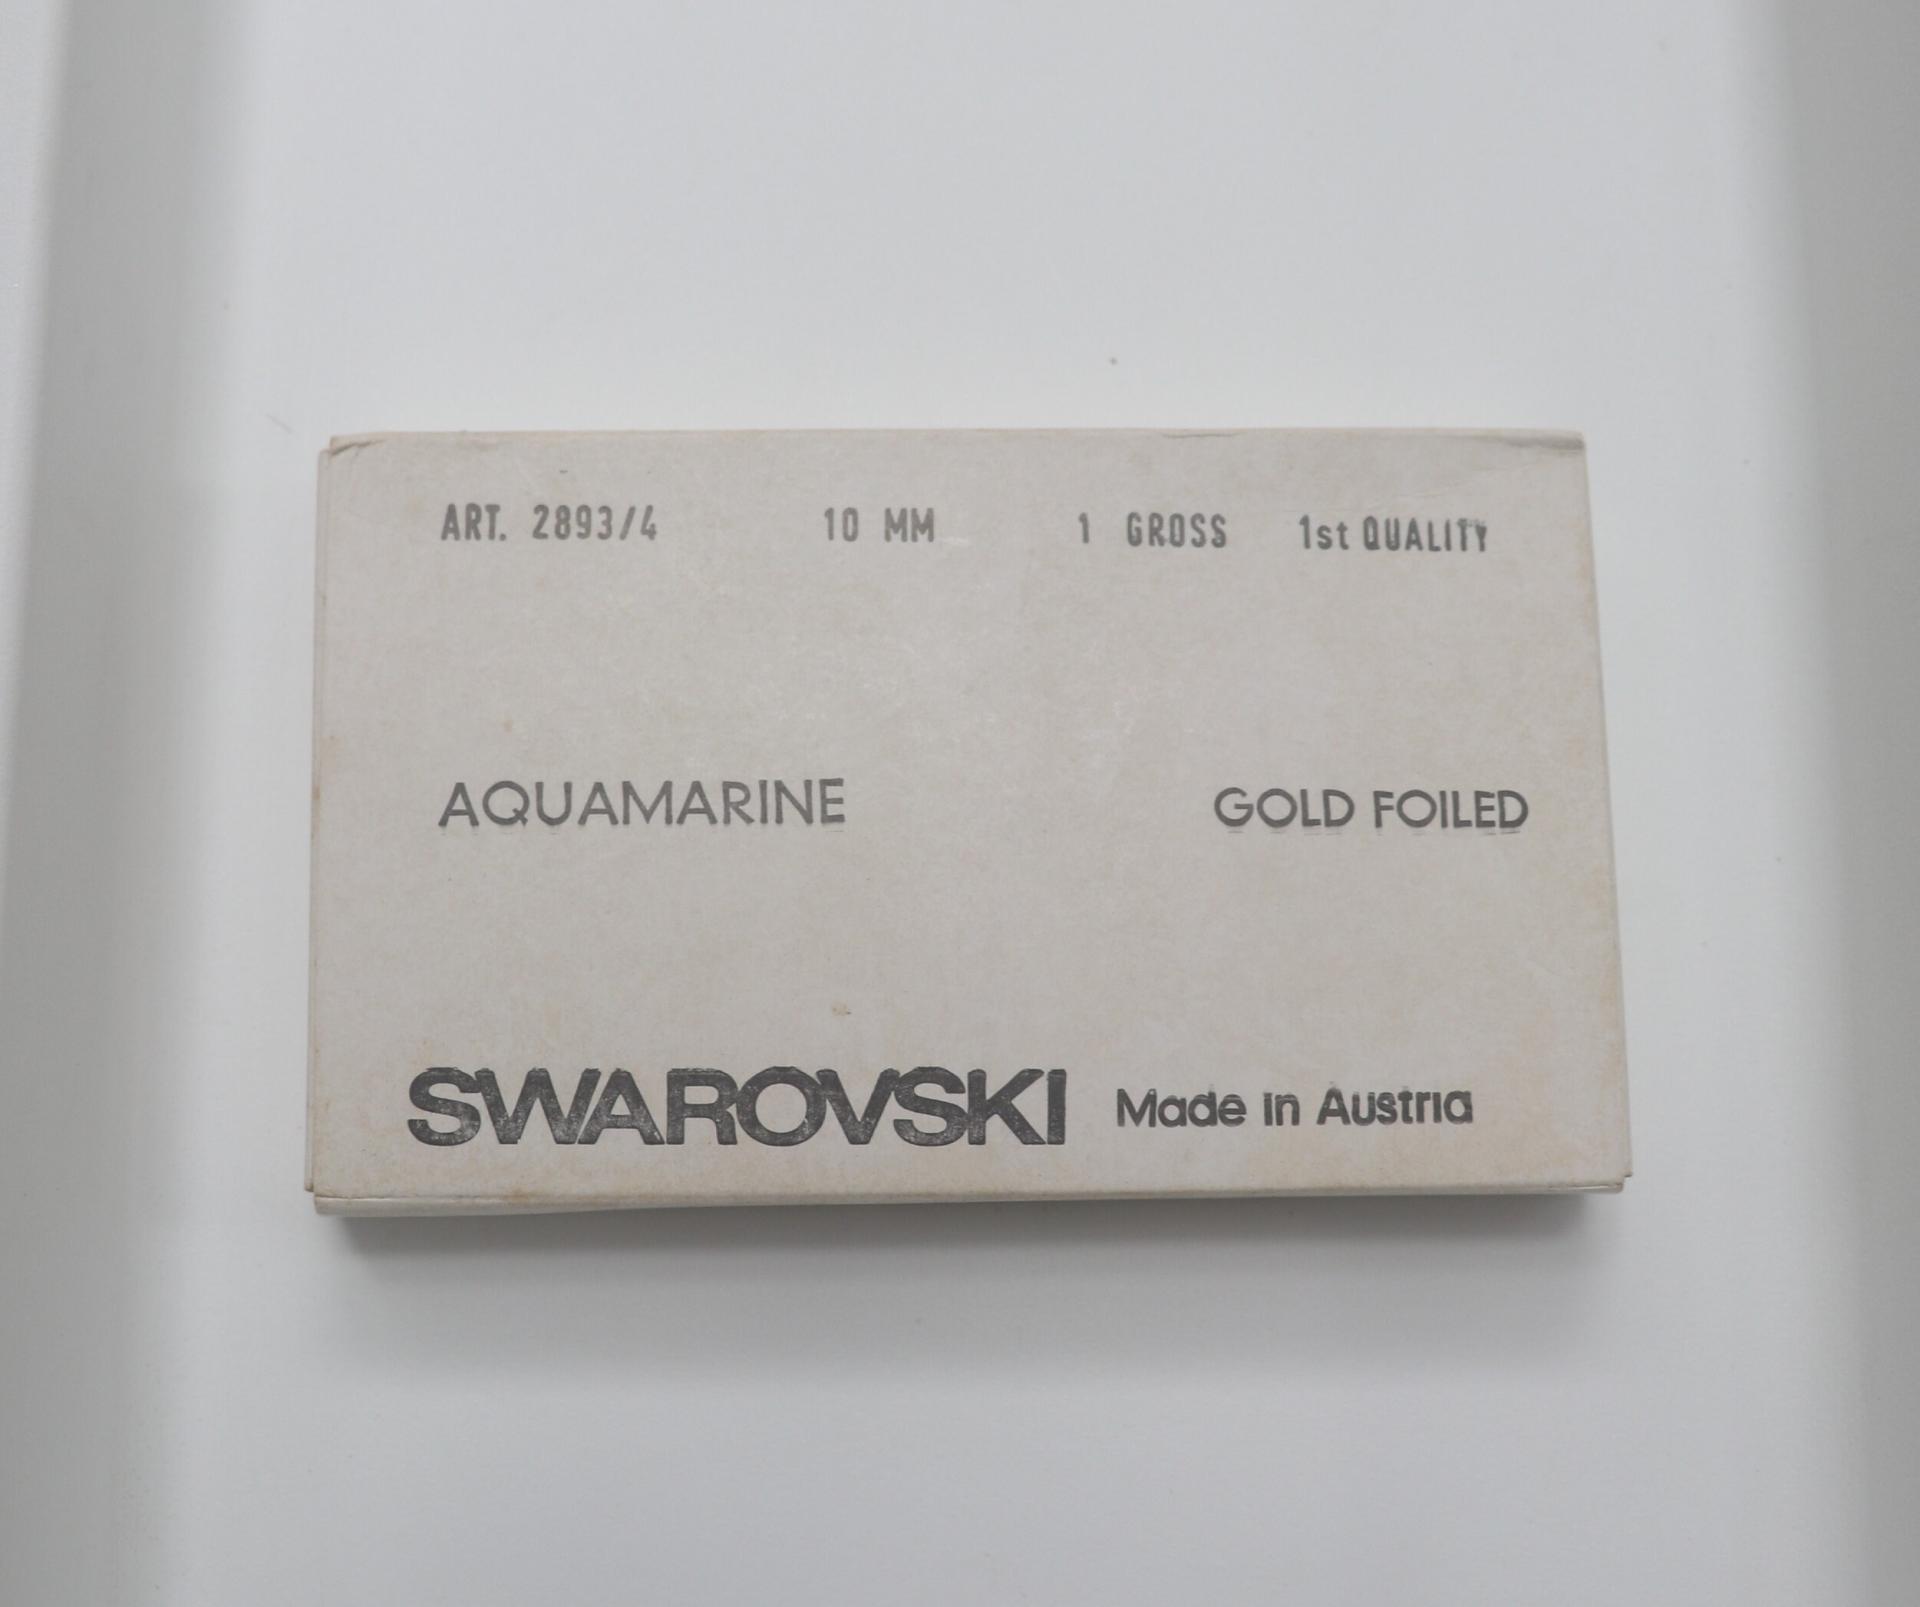 ART. 2893/4 10 MM 1 GROSS 1st QUALITY
AQUAMARINE GOLD FOILED
SWAROVSKI Made in Austria